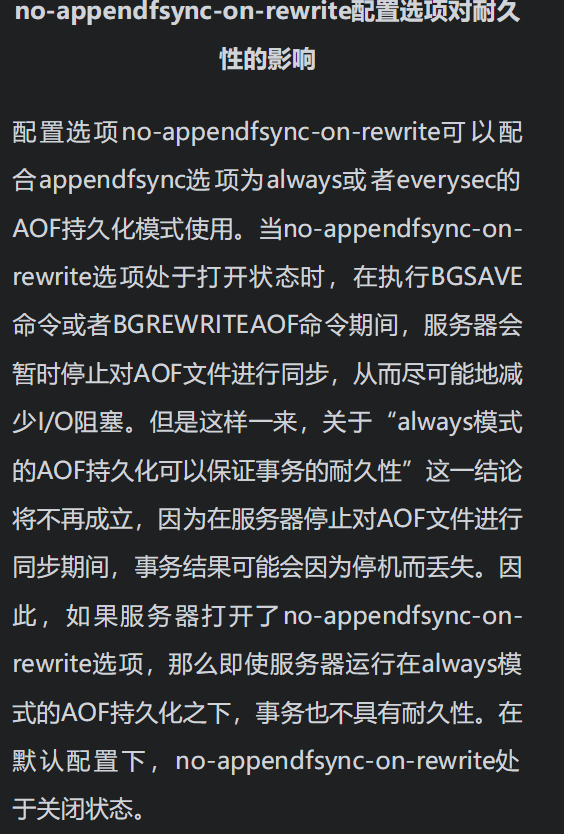 no-appendfsync-on-rewrite配置选项对耐久
性的影响
配置选项no-appendfsync-on-rewrite可以配
合appendfsync选项为always或者everysec的
AOF持久化模式使用。当no-appendfsync-on-
rewrite选项处于打开状态时，在执行BGSAVE
命令或者BGREWRITEAOF命令期间，服务器会
暂时停止对AOF文件进行同步，从而尽可能地减
少I/O阻塞。但是这样一来，关于“always模式
的AOF持久化可以保证事务的耐久性”这一结论
将不再成立，因为在服务器停止对AOF文件进行
同步期间，事务结果可能会因为停机而丢失。因
此，如果服务器打开了no-appendfsync-on-
rewrite选项，那么即使服务器运行在always模
式的AOF持久化之下，事务也不具有耐久性。在
默认配置下，no-appendfsync-on-rewrite处
于关闭状态。